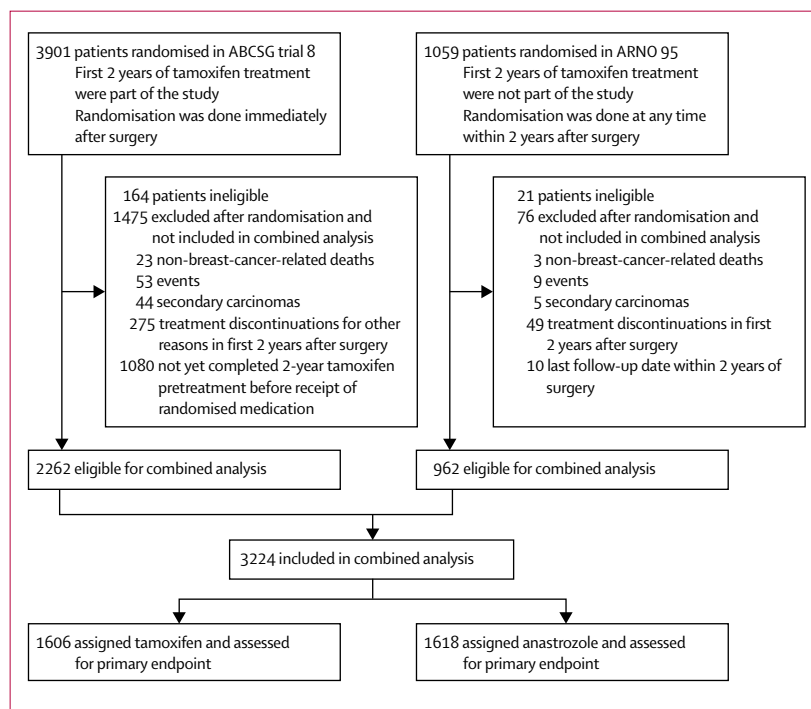 3901 patients randomised in ABCSG trial 8
First 2 years of tamoxifen treatment
were part of the study
Randomisation was done immediately
after surgery
1059 patients randomised in ARNO 95
First 2 years of tamoxifen treatment
were not part of the study
Randomisation was done at any time
within 2 years after surgery
164 patients ineligible
1475 excluded after randomisation and
not included in combined analysis
23 non-breast-cancer-related deaths
53 events
44 secondary carcinomas
275 treatment discontinuations for other
reasons in first 2 years after surgery
1080 not yet completed 2-year tamoxifen
pretreatment before receipt of
randomised medication
21 patients ineligible
76 excluded after randomisation and
not included in combined analysis
3 non-breast-cancer-related deaths
9 events
5 secondary carcinomas
49 treatment discontinuations in first
2 years after surgery
10 last follow-up date within 2 years of
surgery
2262 eligible for combined analysis
962 eligible for combined analysis
3224 included in combined analysis
1606 assigned tamoxifen and assessed
for primary endpoint
1618 assigned anastrozole and assessed
for primary endpoint